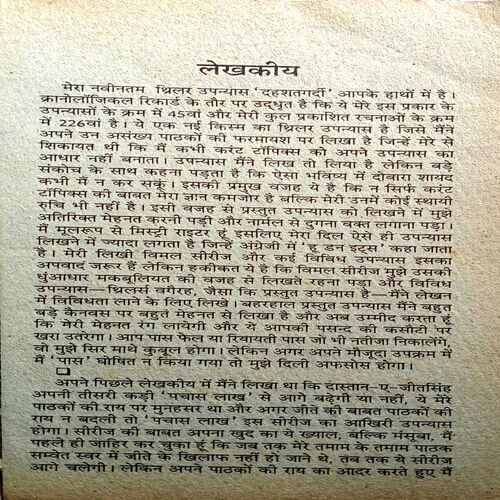 लेखकीय
मेरा नवीनतम थ्रिलर उपन्यास 'दहशतगर्दी' आपके हाथों में है।
क्रानोलॉजिकल रिकार्ड के तौर पर उद्धृत है कि ये मेरे इस प्रकार के
उपन्यासों के क्रम में 45वां और मेरी कुल प्रकाशित रचनाओं के क्रम
में 226वां है। ये एक नई किस्म का थ्रिलर उपन्यास है जिसे मैंने
अपने उन असंख्य पाठकों की फरमायश पर लिखा है जिन्हें मेरे से
शिकायत थी कि मैं कभी करंट टॉपिक्स को अपने उपन्यास का
आधार नहीं बनाता। उपन्यास मैंने लिख तो लिया है लेकिन बड़े
संकोच के साथ कहना पड़ता है कि ऐसा भविष्य में दोबारा शायद
कभी मैं न कर सकूं। इसकी प्रमुख वजह ये है कि न सिर्फ करंट
टॉपिक्स की बाबत मेरा ज्ञान कमजोर है बल्कि मेरी उनमें कोई स्थायी
रुचि भी नहीं है। इसी वजह से प्रस्तुत उपन्यास को लिखने में मुझे
अतिरिक्त मेहनत करनी पड़ी और नार्मल से दुगना वक्त लगाना पड़ा।
मैं मूलरूप से मिस्ट्री राइटर हूं इसलिए मेरा दिल ऐसे ही उपन्यास
लिखने में ज्यादा लगता है जिन्हें अंग्रेजी में 'हू डन इट्स' कहा जाता
है। मेरी लिखी विमल सीरीज और कई विविध उपन्यास इसका
अपवाद जरूर हैं लेकिन हकीकत ये है कि विमल सीरीज मुझे उसकी
धुंआधार मकबूलियत की वजह से लिखते रहना पड़ा और विविध
उपन्यास—थ्रिलर्स वगैरह, जैसा कि प्रस्तुत उपन्यास है—मैंने लेखन
में विविधता लाने के लिए लिखे। बहरहाल प्रस्तुत उपन्यास मैंने बहुत
बड़े कैनवस पर बहुत मेहनत से लिखा है और अब उम्मीद करता हूं
कि मेरी मेहनत रंग लायेगी और ये आपकी पसन्द की कसौटी पर
खरा उतरेगा। आप पास फेल या रियायती पास जो भी नतीजा निकालेंगे,
वो मुझे सिर माथे कुबूल होगा। लेकिन अगर अपने मौजूदा उपक्रम में
मैं 'पास' घोषित न किया गया तो मुझे दिली अफसोस होगा।
अपने पिछले लेखकीय में मैंने लिखा था कि दास्तान–ए–जीतसिंह
अपनी तीसरी कड़ी 'पचास लाख' से आगे बढ़ेगी या नहीं, ये मेरे
पाठकों की राय पर मुनहसर था और अगर जीते की बाबत पाठकों की
राय न बदली तो 'पचास लाख' इस सीरीज का आखिरी उपन्यास
होगा। सीरीज की बाबत अपना खुद का ये ख्याल, बल्कि मंसूबा, मैं
पहले ही जाहिर कर चुका हूं कि जब तक मेरे तमाम के तमाम पाठक
समवेत स्वर में जीते के खिलाफ नहीं हो जाने थे, तब तक ये सीरीज
आगे चलेगी। लेकिन अपने पाठकों की राय का आदर करते हुए मैं